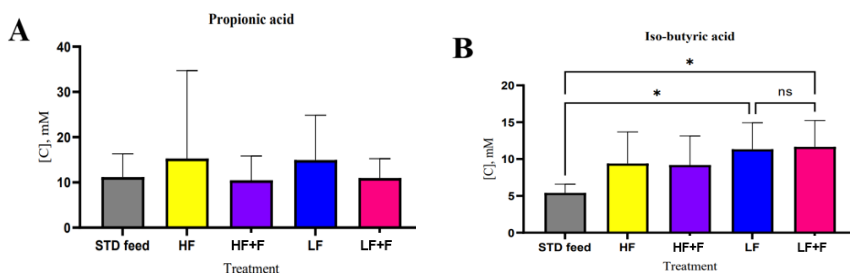 A
Propionic acid
[C], mM
40
30
20
10
0
STD feed HF HF+F LF LF+F
Treatment
B
Iso-butyric acid
*
* ns
[C], mM
20
15
10
5
0
STD feed HF HF+F LF LF+F
Treatment